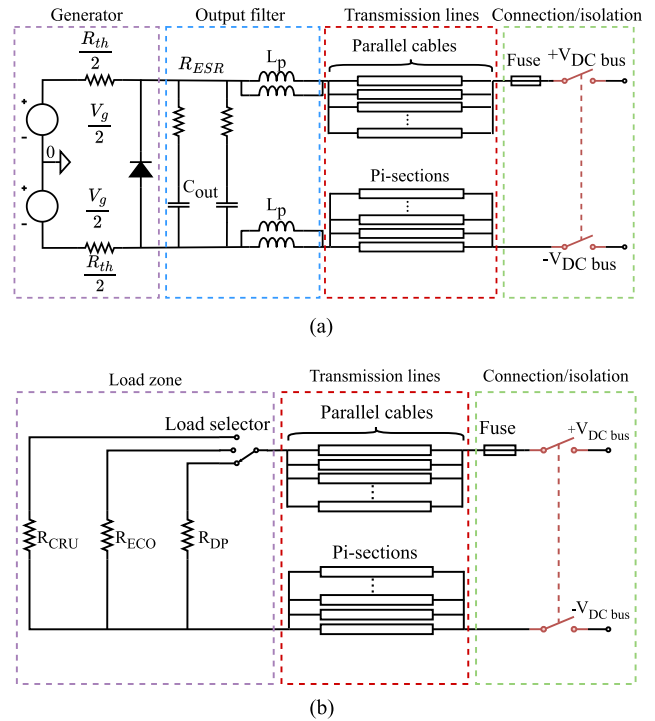 Generator
Output filter
Transmission lines
Connection/isolation
R_th/2
R_ESR
L_p
Parallel cables
Fuse
+V_DC bus
+
-
V_g/2
0
Pi-sections
+
-
V_g/2
C_out
L_p
R_th/2
-V_DC bus
(a)
Load zone
Transmission lines
Connection/isolation
Load selector
Parallel cables
Fuse
+V_DC bus
R_CRU
R_ECO
R_DP
Pi-sections
-V_DC bus
(b)